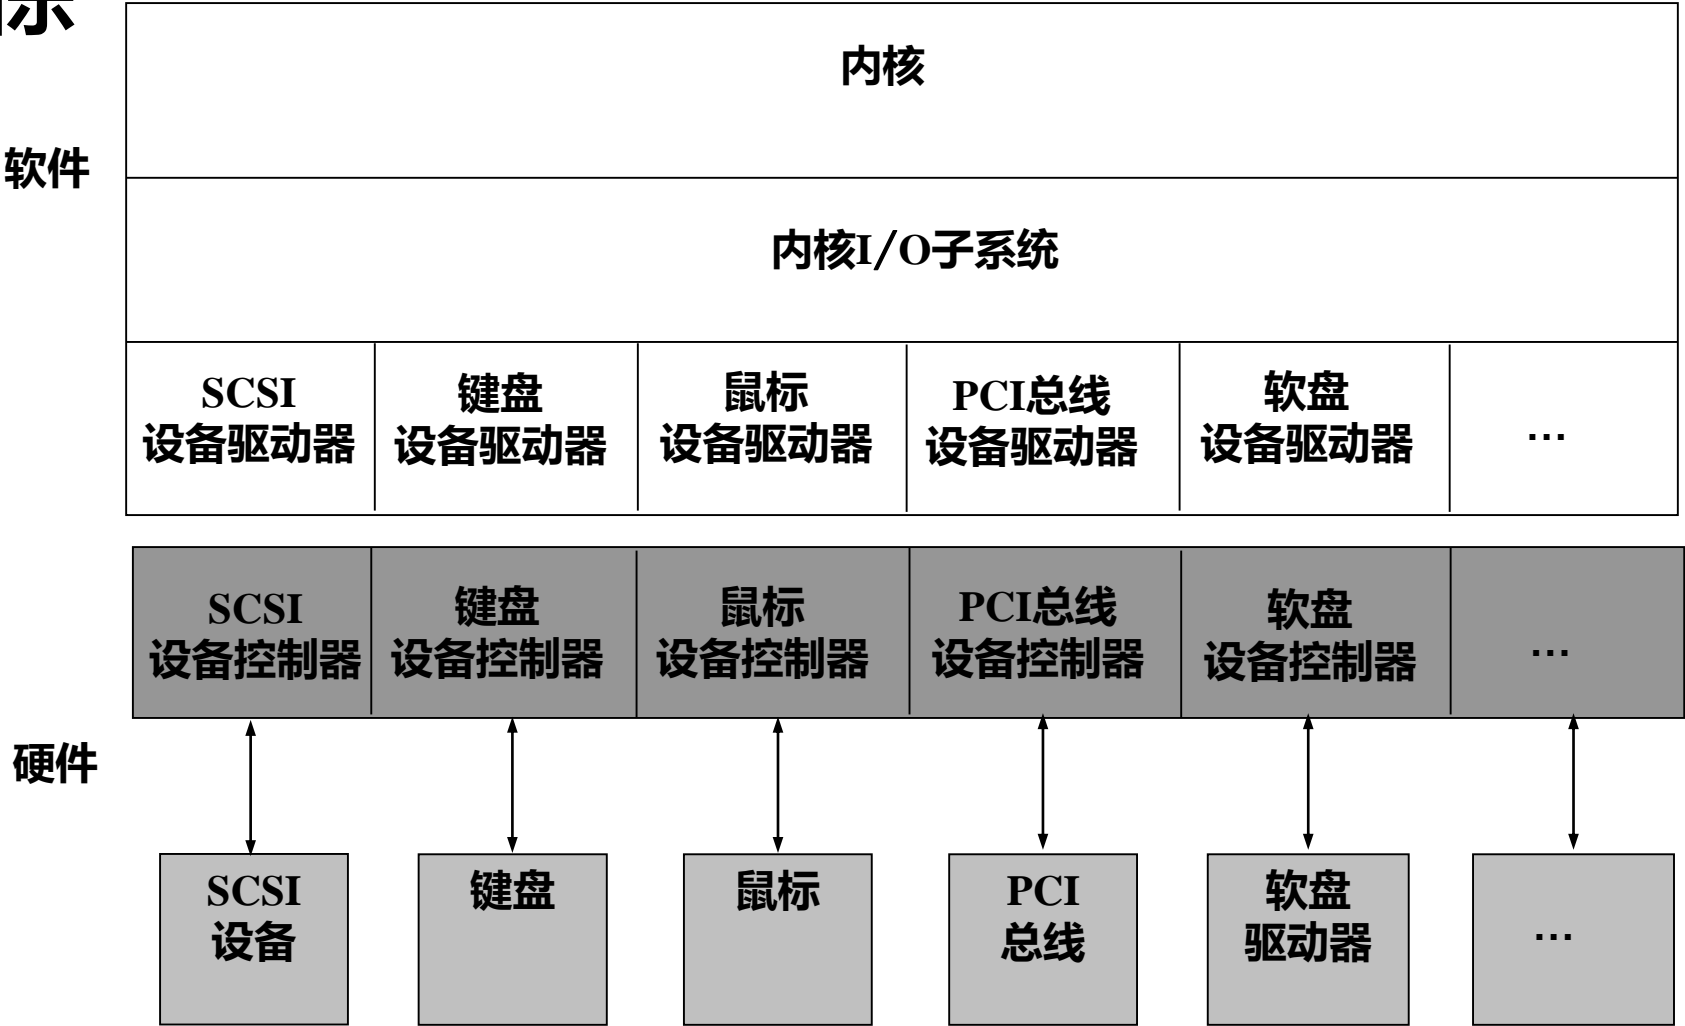 内核
软件
内核I/O子系统
SCSI
设备驱动器
键盘
设备驱动器
鼠标
设备驱动器
PCI总线
设备驱动器
软盘
设备驱动器
…
SCSI
设备控制器
键盘
设备控制器
鼠标
设备控制器
PCI总线
设备控制器
软盘
设备控制器
…
硬件
SCSI
设备
键盘
鼠标
PCI
总线
软盘
驱动器
…